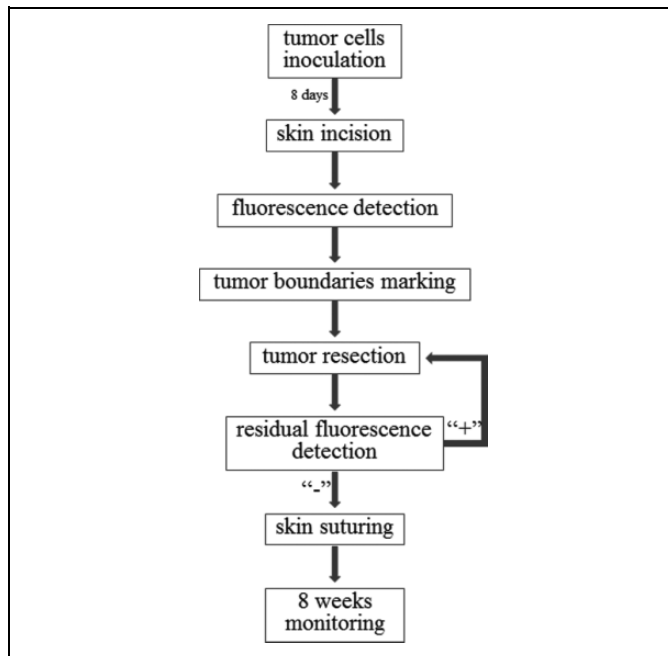 tumor cells
inoculation
8 days
skin incision
fluorescence detection
tumor boundaries marking
tumor resection
residual fluorescence
detection
“+”
“-”
skin suturing
8 weeks
monitoring